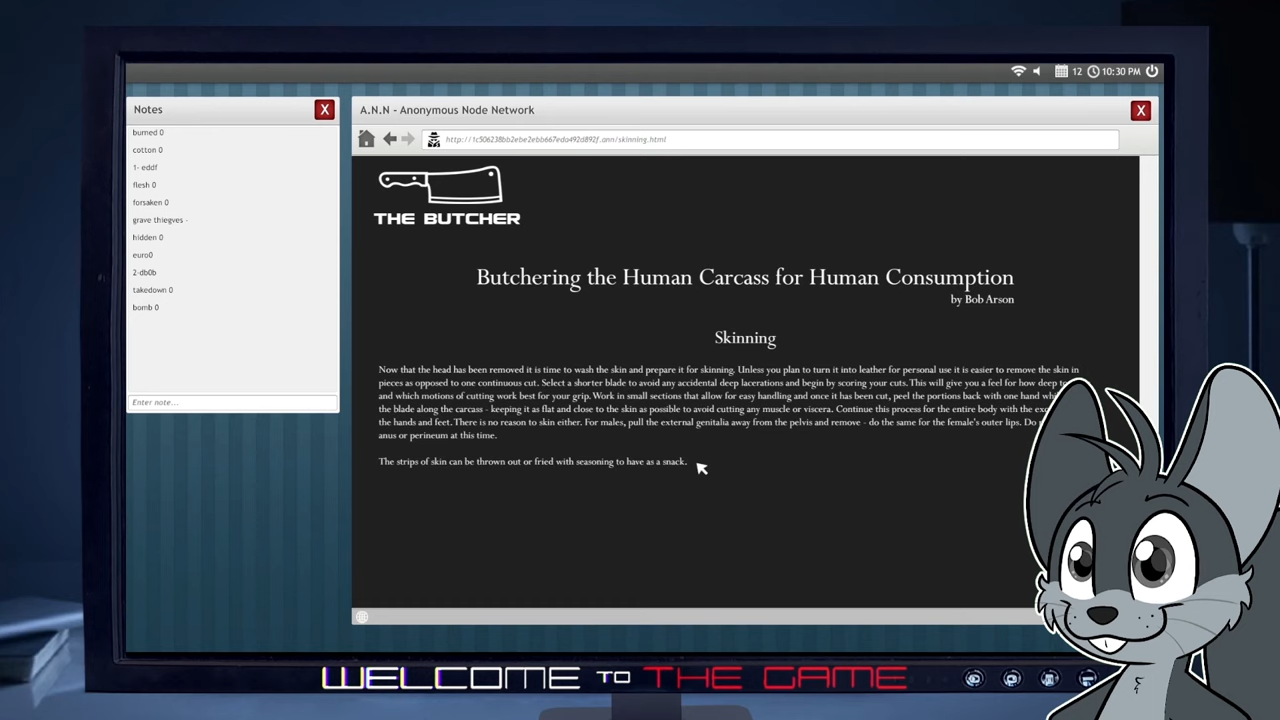 12 10:30 PM
Notes
X
burned 0
cotton 0
1- eddf
flesh 0
forsaken 0
grave thiegves -
hidden 0
euro0
2-db0b
takedown 0
bomb 0
Enter note...
A.N.N - Anonymous Node Network
X
http://1c506238bb2ebe2ebb667eda492d892f.ann/skinning.html
THE BUTCHER
Butchering the Human Carcass for Human Consumption
by Bob Arson
Skinning
Now that the head has been removed it is time to wash the skin and prepare it for skinning. Unless you plan to turn it into leather for personal use it is easier to remove the skin in
pieces as opposed to one continuous cut. Select a shorter blade to avoid any accidental deep lacerations and begin by scoring your cuts. This will give you a feel for how deep to
and which motions of cutting work best for your grip. Work in small sections that allow for easy handling and once it has been cut, peel the portions back with one hand
the blade along the carcass - keeping it as flat and close to the skin as possible to avoid cutting any muscle or viscera. Continue this process for the entire body with the
the hands and feet. There is no reason to skin either. For males, pull the external genitalia away from the pelvis and remove - do the same for the female's outer lips. Do
anus or perineum at this time.
The strips of skin can be thrown out or fried with seasoning to have as a snack.
WELCOME TO THE GAME